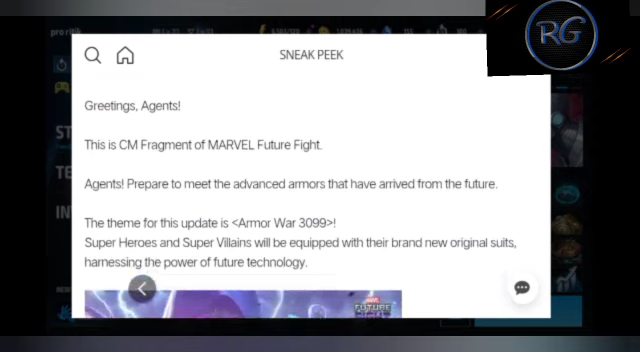 RG
SNEAK PEEK
Greetings, Agents!
This is CM Fragment of MARVEL Future Fight.
Agents! Prepare to meet the advanced armors that have arrived from the future.
The theme for this update is <Armor War 3099>!
Super Heroes and Super Villains will be equipped with their brand new original suits,
harnessing the power of future technology.
MARVEL
FUTURE